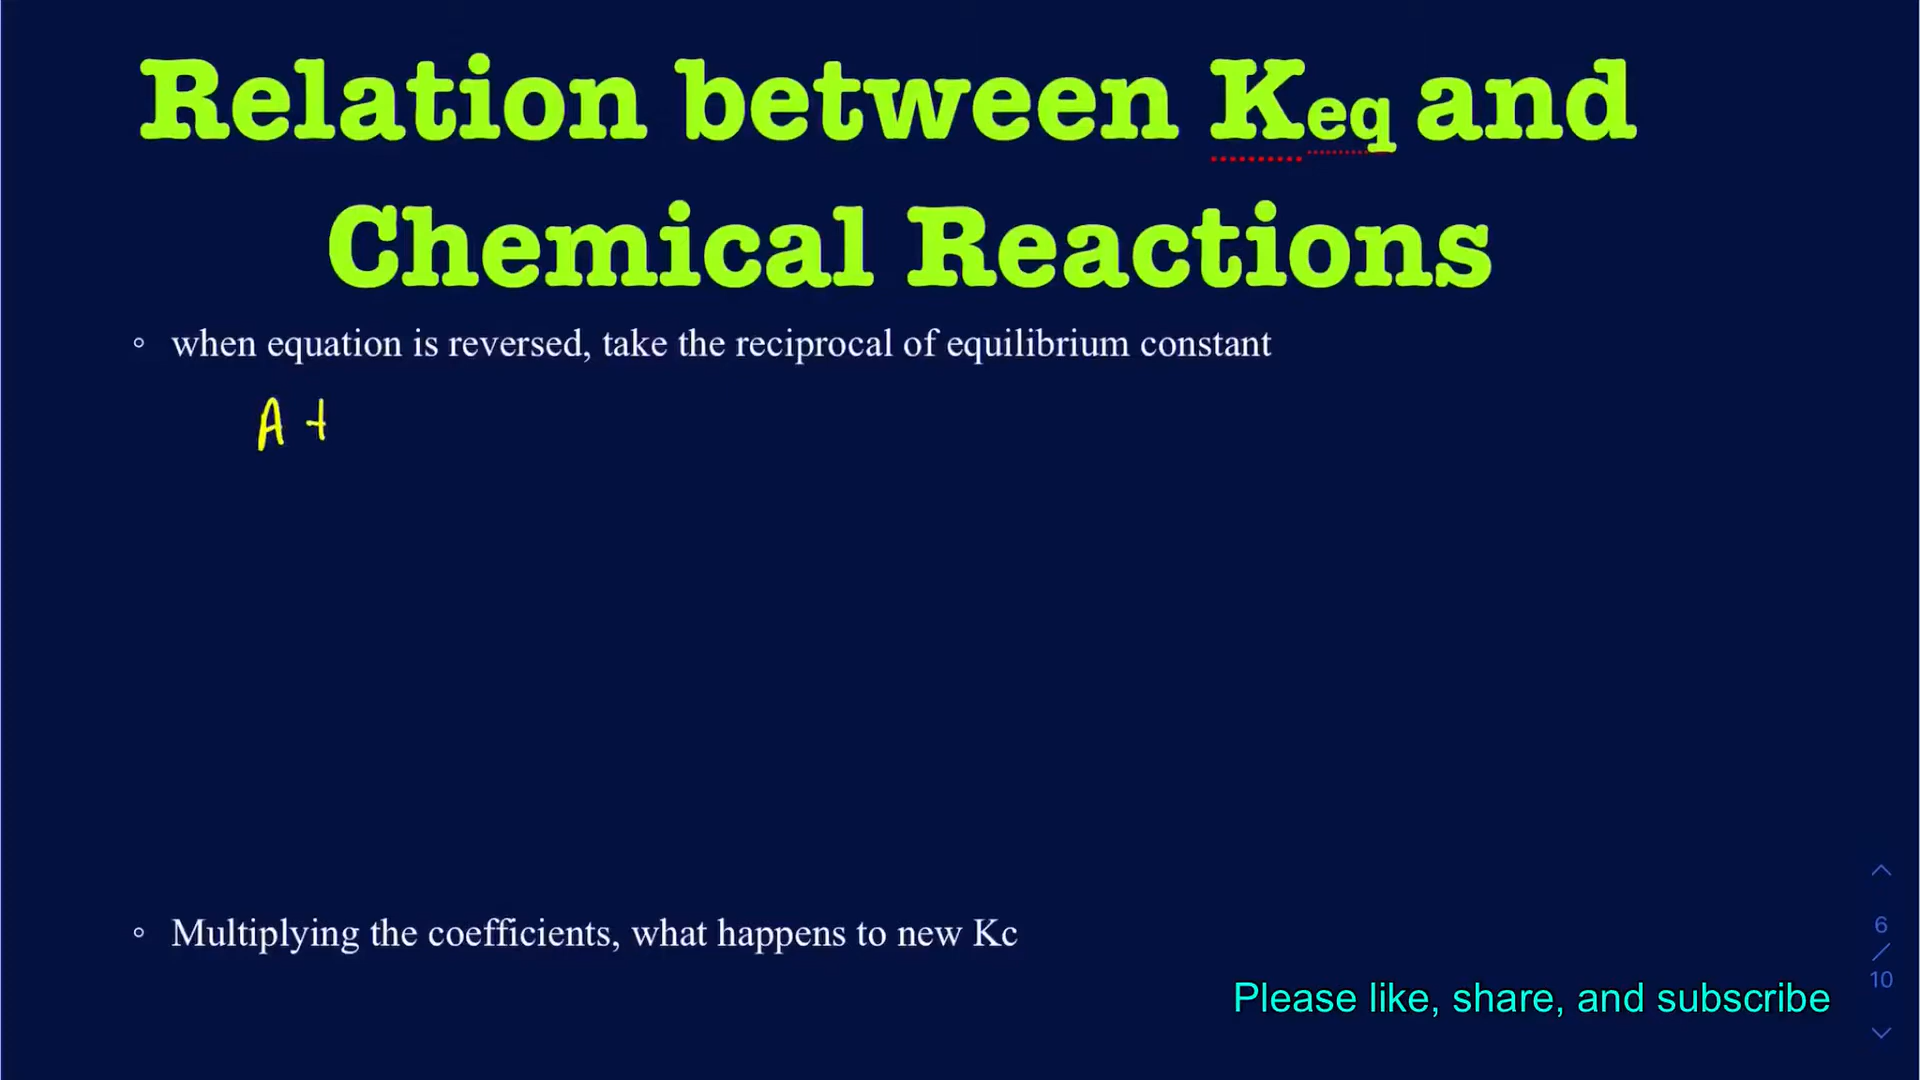 Relation between Keq and
Chemical Reactions
◦ when equation is reversed, take the reciprocal of equilibrium constant
A +
◦ Multiplying the coefficients, what happens to new Kc
6
/
10
Please like, share, and subscribe